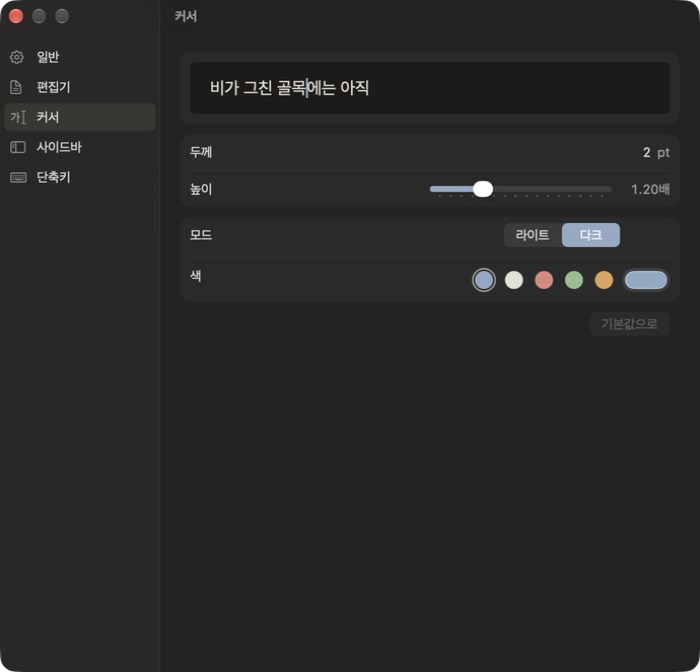 커서
일반
편집기
가 커서
사이드바
단축키
비가 그친 골목에는 아직
두께
2 pt
높이
1.20배
모드
라이트
다크
색
기본값으로